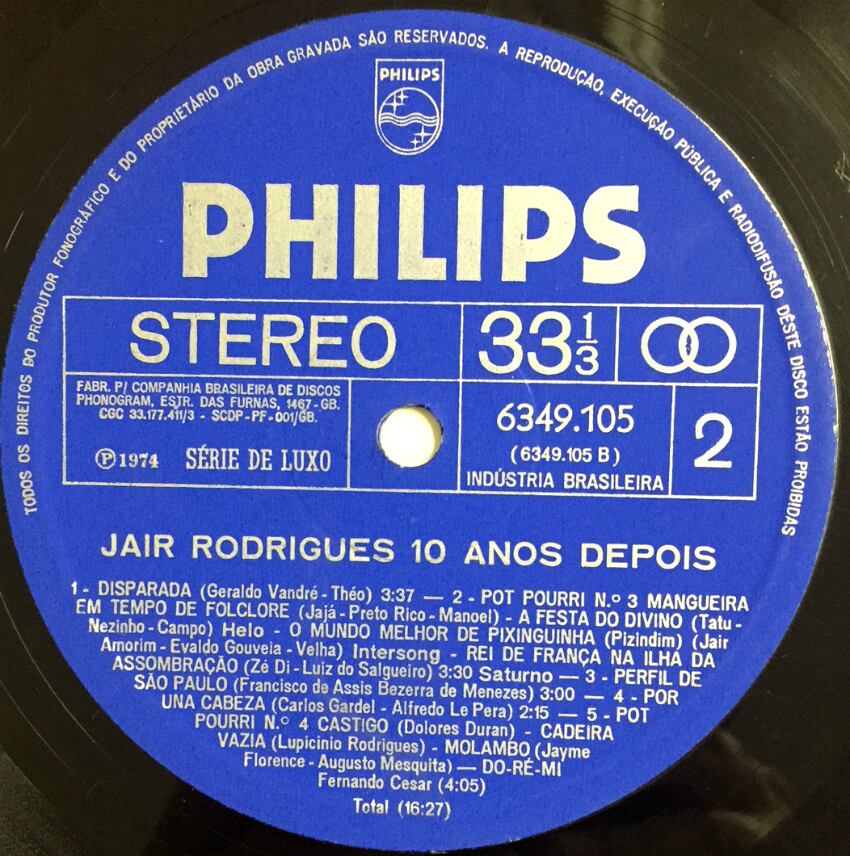 TODOS OS DIREITOS DO PRODUTOR FONOGRÁFICO E DO PROPRIETÁRIO DA OBRA GRAVADA SÃO RESERVADOS. A REPRODUÇÃO, EXECUÇÃO PÚBLICA E RADIODIFUSÃO DÊSTE DISCO ESTÃO PROIBIDAS
PHILIPS
PHILIPS
STEREO
33 1/3
FABR. P/ COMPANHIA BRASILEIRA DE DISCOS
PHONOGRAM, ESTR. DAS FURNAS, 1467-GB.
CGC 33.177.411/3 - SCDP-PF-001/GB.
Ⓟ 1974 SÉRIE DE LUXO
6349.105
(6349.105 B)
INDÚSTRIA BRASILEIRA
2
JAIR RODRIGUES 10 ANOS DEPOIS
1 - DISPARADA (Geraldo Vandré - Théo) 3:37 — 2 - POT POURRI N.º 3 MANGUEIRA
EM TEMPO DE FOLCLORE (Jajá - Preto Rico - Manoel) - A FESTA DO DIVINO (Tatu -
Nezinho - Campo) Helo - O MUNDO MELHOR DE PIXINGUINHA (Pizindim) (Jair
Amorim - Evaldo Gouveia - Velha) Intersong - REI DE FRANÇA NA ILHA DA
ASSOMBRAÇÃO (Zé Di - Luiz do Salgueiro) 3:30 Saturno — 3 - PERFIL DE
SÃO PAULO (Francisco de Assis Bezerra de Menezes) 3:00 — 4 - POR
UNA CABEZA (Carlos Gardel - Alfredo Le Pera) 2:15 — 5 - POT
POURRI N.º 4 CASTIGO (Dolores Duran) - CADEIRA
VAZIA (Lupicinio Rodrigues) - MOLAMBO (Jayme
Florence - Augusto Mesquita) — DO-RÉ-MI
Fernando Cesar (4:05)
Total (16:27)